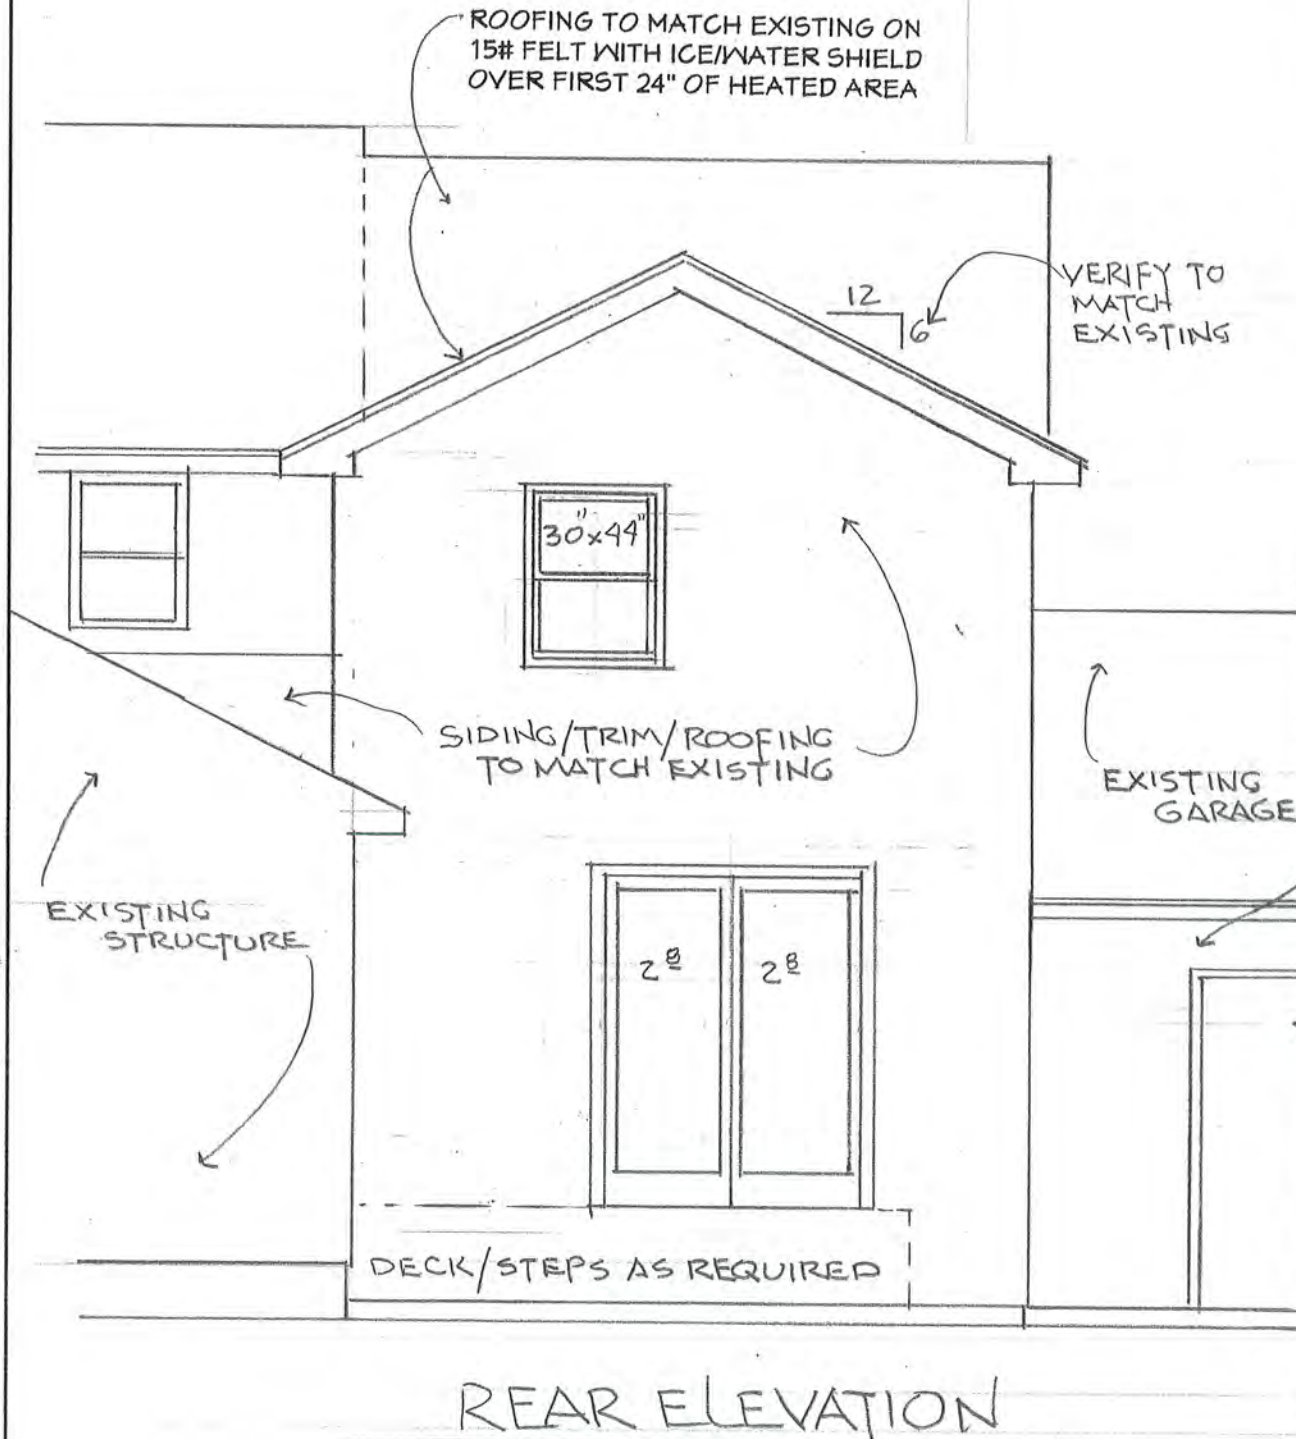 ROOFING TO MATCH EXISTING ON
15# FELT WITH ICE/WATER SHIELD
OVER FIRST 24" OF HEATED AREA
12
6
VERIFY TO
MATCH
EXISTING
30"x44"
SIDING/TRIM/ROOFING
TO MATCH EXISTING
EXISTING
GARAGE
EXISTING
STRUCTURE
2⁸ 2⁸
DECK/STEPS AS REQUIRED
REAR ELEVATION